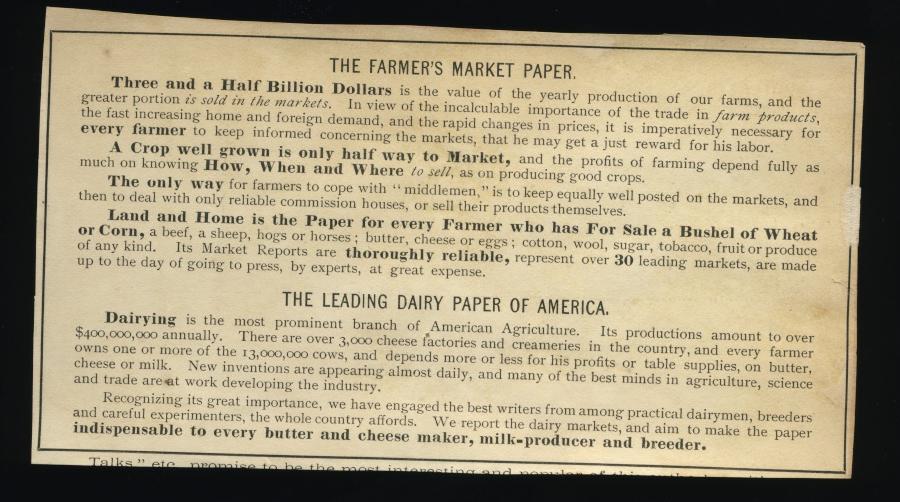 THE FARMER'S MARKET PAPER.
Three and a Half Billion Dollars is the value of the yearly production of our farms, and the
greater portion is sold in the markets. In view of the incalculable importance of the trade in farm products,
the fast increasing home and foreign demand, and the rapid changes in prices, it is imperatively necessary for
every farmer to keep informed concerning the markets, that he may get a just reward for his labor.
A Crop well grown is only half way to Market, and the profits of farming depend fully as
much on knowing How, When and Where to sell, as on producing good crops.
The only way for farmers to cope with "middlemen," is to keep equally well posted on the markets, and
then to deal with only reliable commission houses, or sell their products themselves.
Land and Home is the Paper for every Farmer who has For Sale a Bushel of Wheat
or Corn, a beef, a sheep, hogs or horses; butter, cheese or eggs; cotton, wool, sugar, tobacco, fruit or produce
of any kind. Its Market Reports are thoroughly reliable, represent over 30 leading markets, are made
up to the day of going to press, by experts, at great expense.
THE LEADING DAIRY PAPER OF AMERICA.
Dairying is the most prominent branch of American Agriculture. Its productions amount to over
$400,000,000 annually. There are over 3,000 cheese factories and creameries in the country, and every farmer
owns one or more of the 13,000,000 cows, and depends more or less for his profits or table supplies, on butter,
cheese or milk. New inventions are appearing almost daily, and many of the best minds in agriculture, science
and trade are at work developing the industry.
Recognizing its great importance, we have engaged the best writers from among practical dairymen, breeders
and careful experimenters, the whole country affords. We report the dairy markets, and aim to make the paper
indispensable to every butter and cheese maker, milk-producer and breeder.
Talks" etc. promise to be the most interesting and popular of